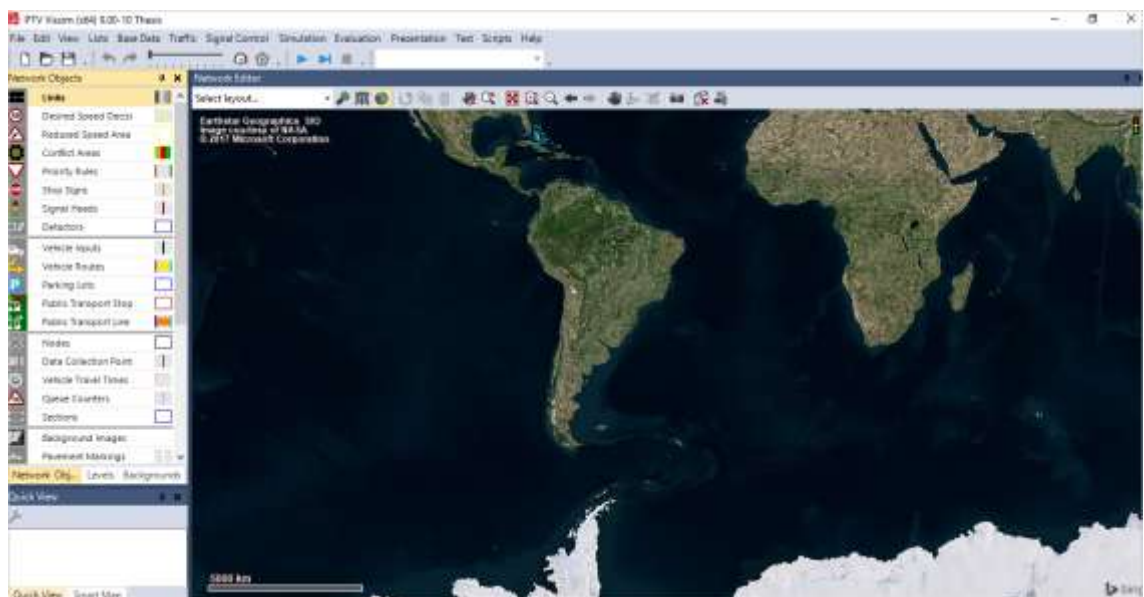 PTV Vissim (x64) 9.00-10 Thesis
File Edit View Lists Base Data Traffic Signal Control Simulation Evaluation Presentation Test Scripts Help
Network Objects
Network Editor
Links
Select layout...
Desired Speed Decisi
Reduced Speed Area
Conflict Areas
Priority Rules
Stop Signs
Signal Heads
Detectors
Vehicle Inputs
Vehicle Routes
Parking Lots
Public Transport Stop
Public Transport Line
Nodes
Data Collection Point
Vehicle Travel Times
Queue Counters
Sections
Background Images
Pavement Markings
Network Obj... Levels Backgrounds
Quick View
Quick View Smart Map
Earthstar Geographics SIO
Image courtesy of NASA
© 2017 Microsoft Corporation
5000 km